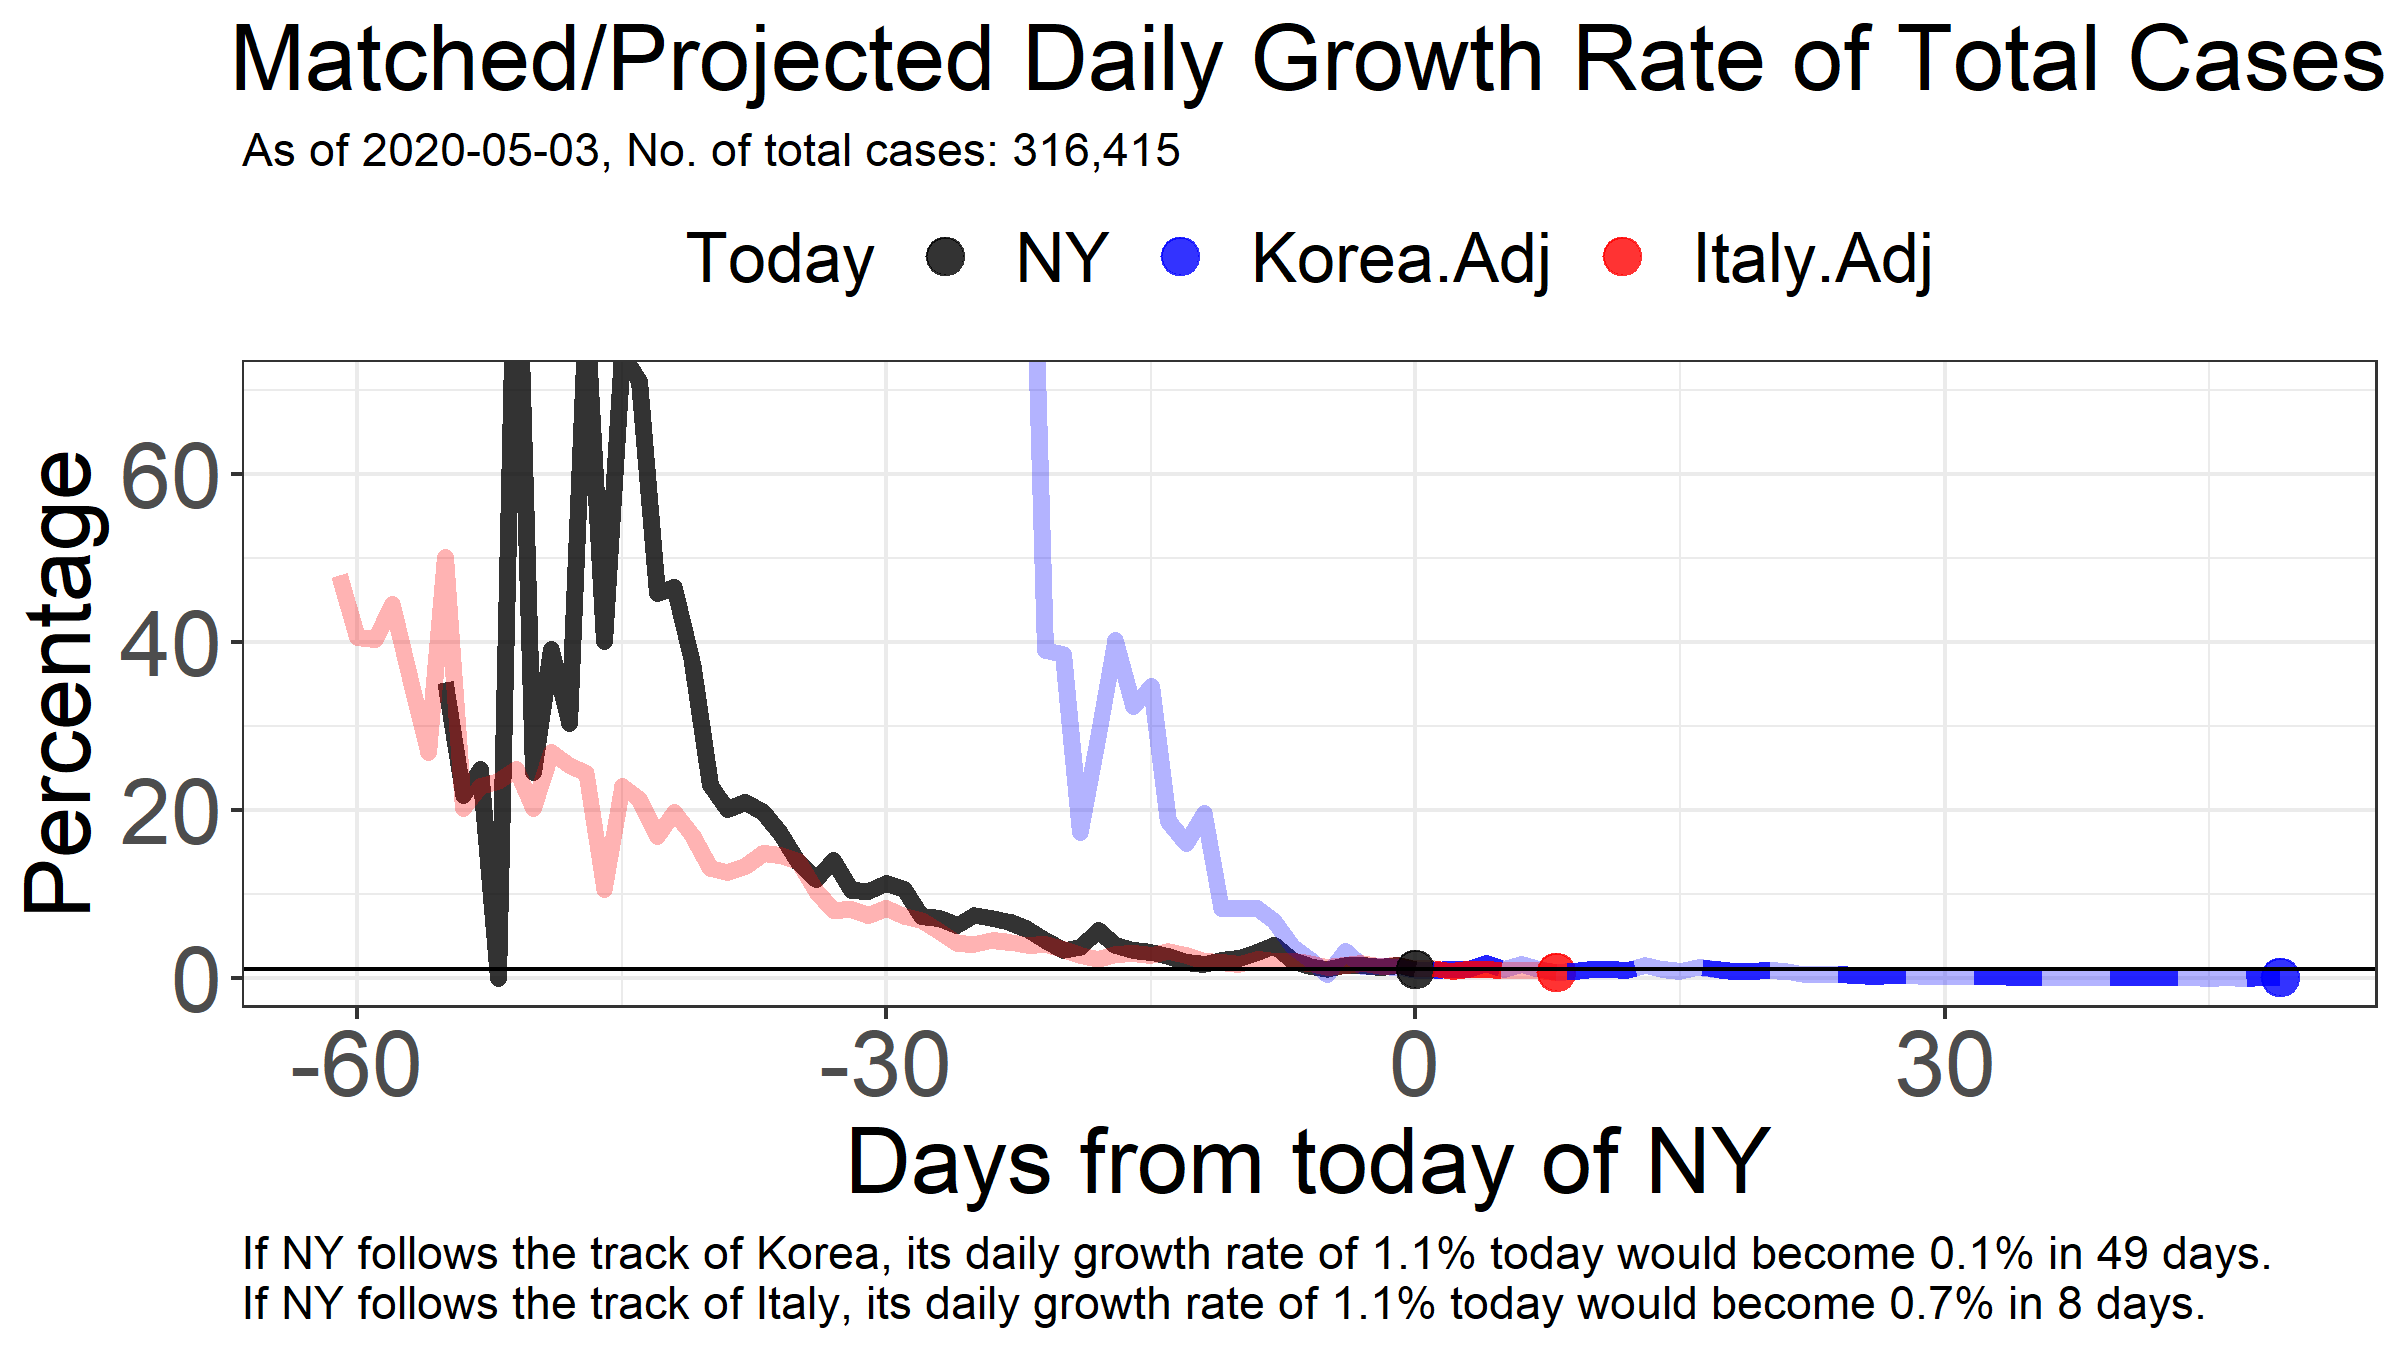 Matched/Projected Daily Growth Rate of Total Cases
As of 2020-05-03, No. of total cases: 316,415
Today NY Korea.Adj Italy.Adj
Percentage
60
40
20
0
-60 -30 0 30
Days from today of NY
If NY follows the track of Korea, its daily growth rate of 1.1% today would become 0.1% in 49 days.
If NY follows the track of Italy, its daily growth rate of 1.1% today would become 0.7% in 8 days.